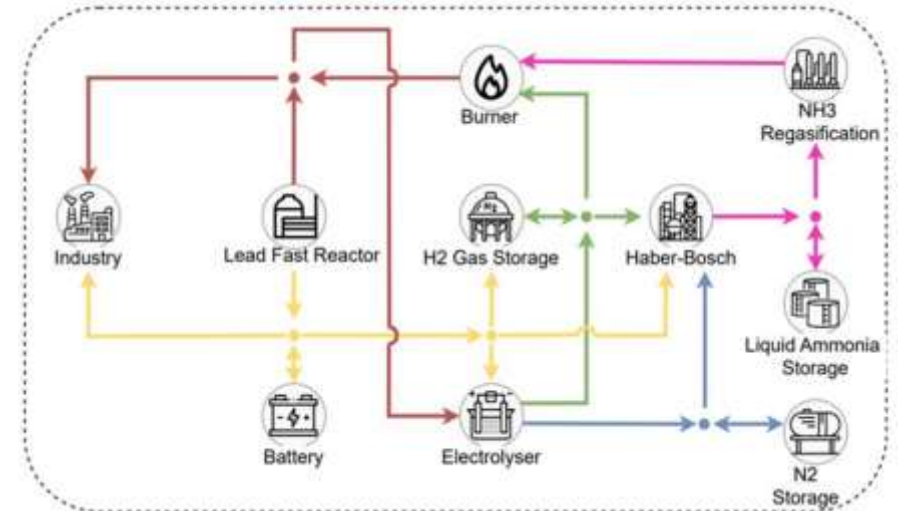 Burner
NH3
Regasification
Industry
Lead Fast Reactor
H2 Gas Storage
Haber-Bosch
Liquid Ammonia
Storage
Battery
Electrolyser
N2
Storage